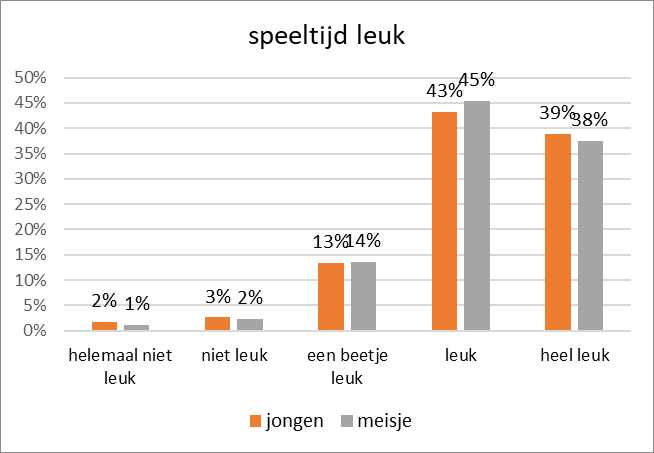 speeltijd leuk
50%
45%
40%
35%
30%
25%
20%
15%
10%
5%
0%
2% 1% 3% 2% 13% 14% 43% 45% 39% 38%
helemaal niet leuk
niet leuk
een beetje leuk
leuk
heel leuk
jongen meisje